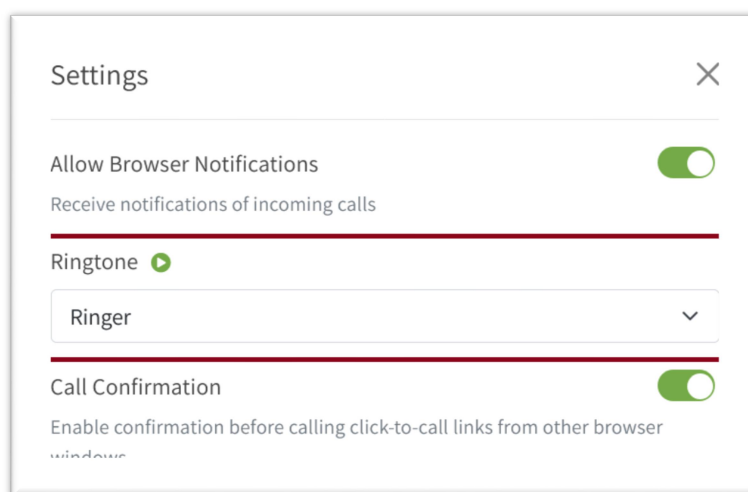 Settings
Allow Browser Notifications
Receive notifications of incoming calls
Ringtone
Ringer
Call Confirmation
Enable confirmation before calling click-to-call links from other browser
windows